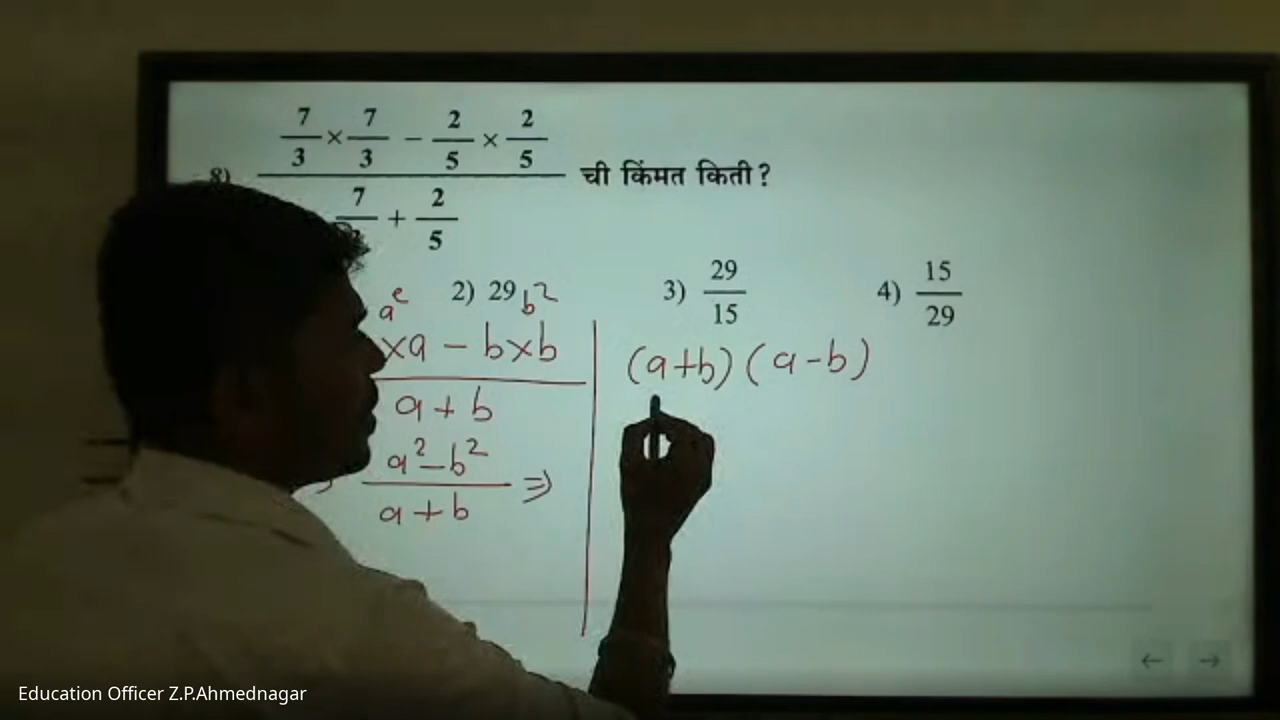 8) 7/3 × 7/3 − 2/5 × 2/5 ची किंमत किती ?
7/ + 2/5
2) 29 3) 29/15 4) 15/29
a b²
×a − b×b (a+b) (a−b)
a + b
a² − b²
a + b ⇒
Education Officer Z.P.Ahmednagar